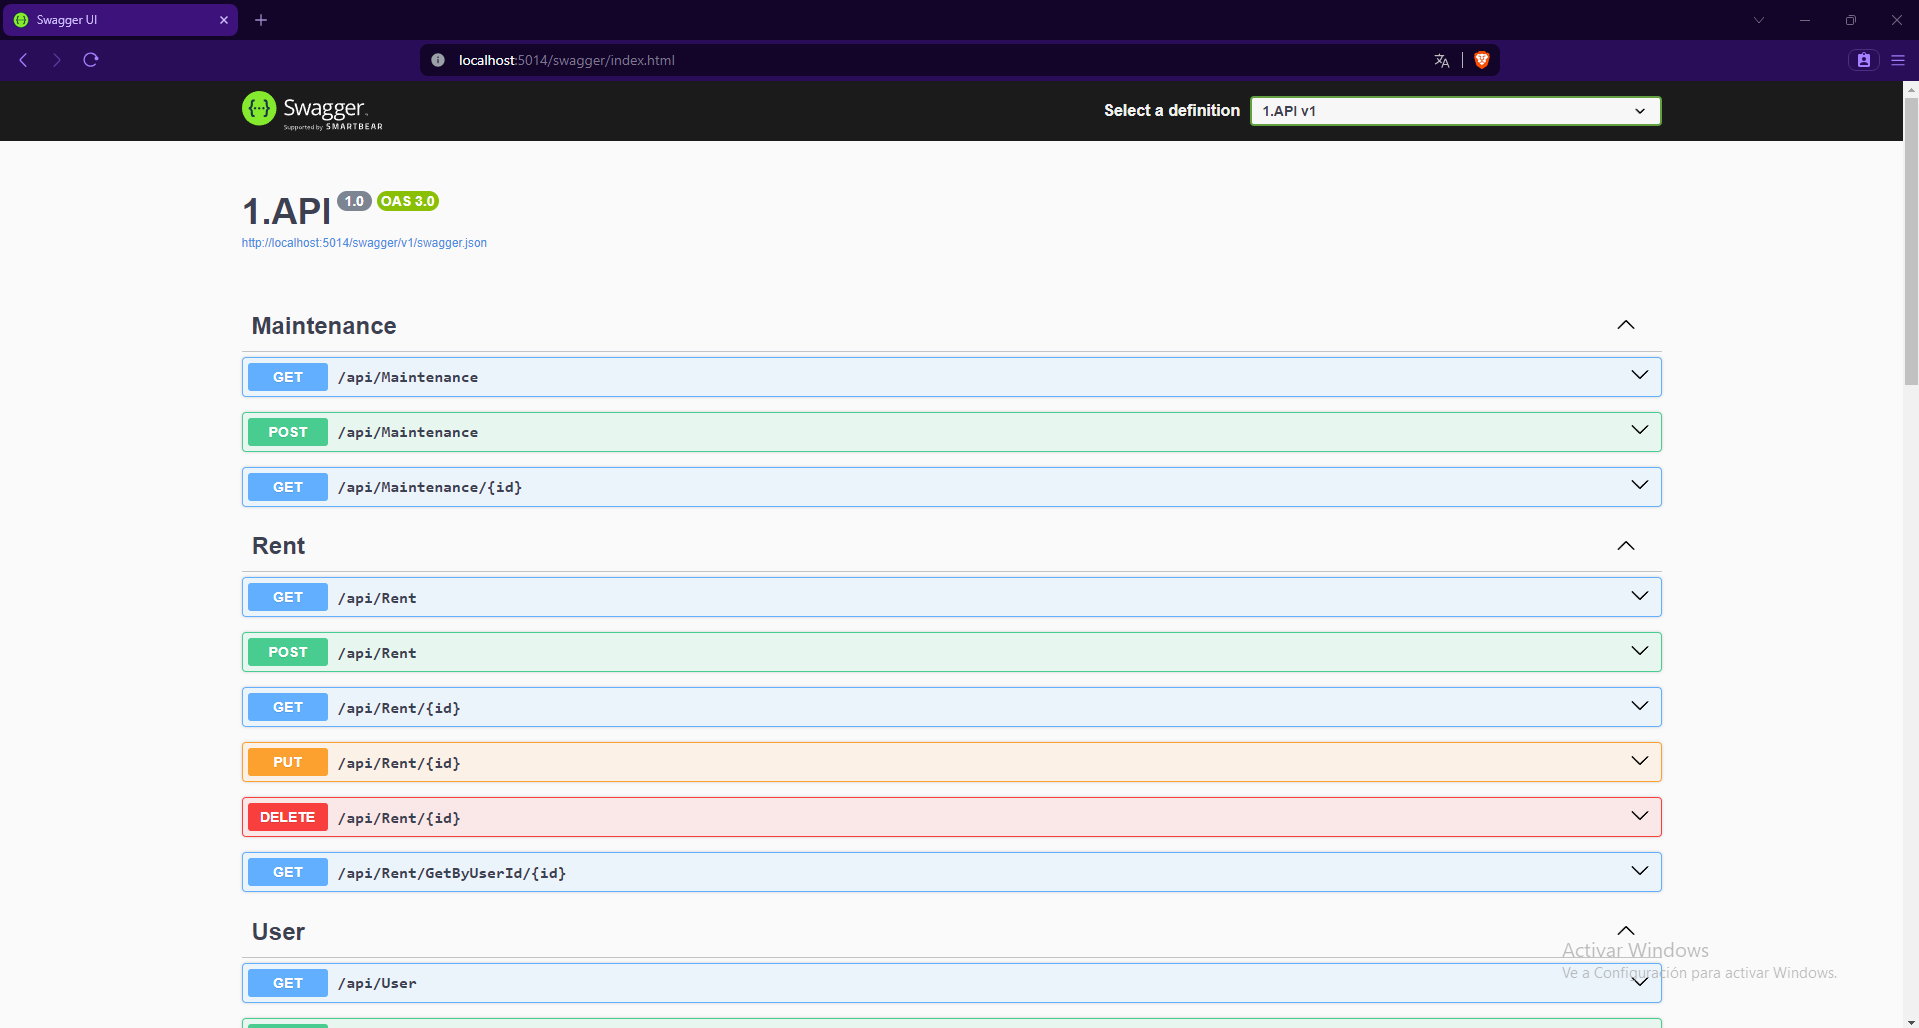 Swagger UI
localhost:5014/swagger/index.html
Swagger.
Supported by SMARTBEAR
Select a definition
1.API v1
1.API 1.0 OAS 3.0
http://localhost:5014/swagger/v1/swagger.json
Maintenance
GET /api/Maintenance
POST /api/Maintenance
GET /api/Maintenance/{id}
Rent
GET /api/Rent
POST /api/Rent
GET /api/Rent/{id}
PUT /api/Rent/{id}
DELETE /api/Rent/{id}
GET /api/Rent/GetByUserId/{id}
User
Activar Windows
Ve a Configuración para activar Windows.
GET /api/User